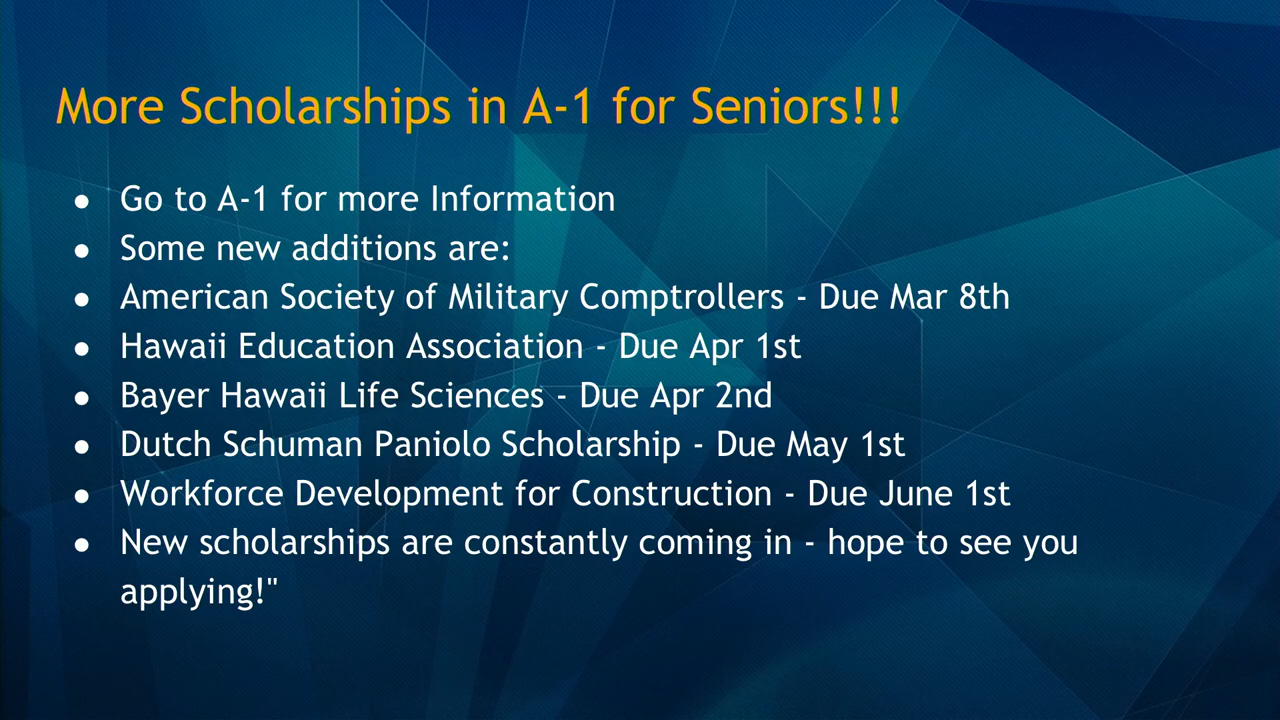 More Scholarships in A-1 for Seniors!!!
● Go to A-1 for more Information
● Some new additions are:
● American Society of Military Comptrollers - Due Mar 8th
● Hawaii Education Association - Due Apr 1st
● Bayer Hawaii Life Sciences - Due Apr 2nd
● Dutch Schuman Paniolo Scholarship - Due May 1st
● Workforce Development for Construction - Due June 1st
● New scholarships are constantly coming in - hope to see you
applying!"